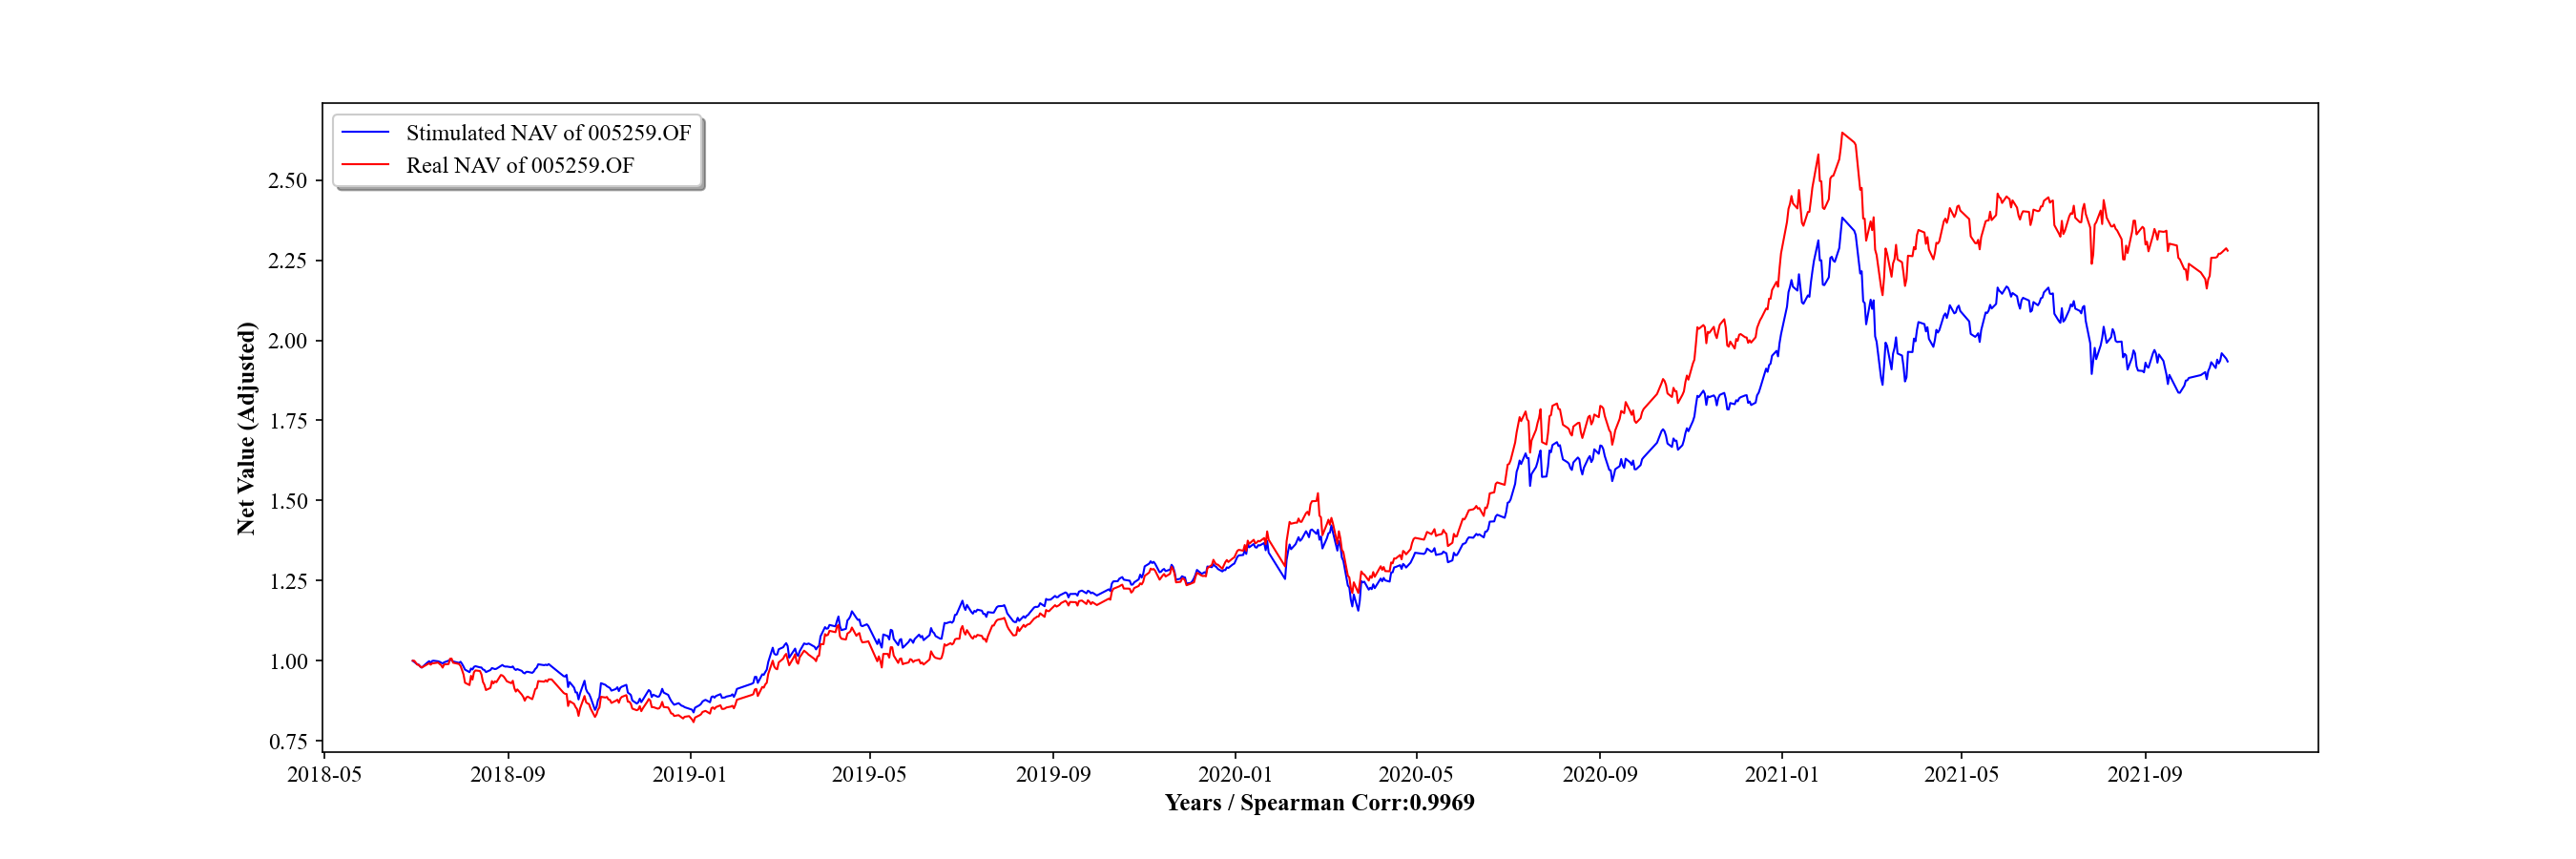 Stimulated NAV of 005259.OF
Real NAV of 005259.OF
Net Value (Adjusted)
2.50
2.25
2.00
1.75
1.50
1.25
1.00
0.75
2018-05 2018-09 2019-01 2019-05 2019-09 2020-01 2020-05 2020-09 2021-01 2021-05 2021-09
Years / Spearman Corr:0.9969